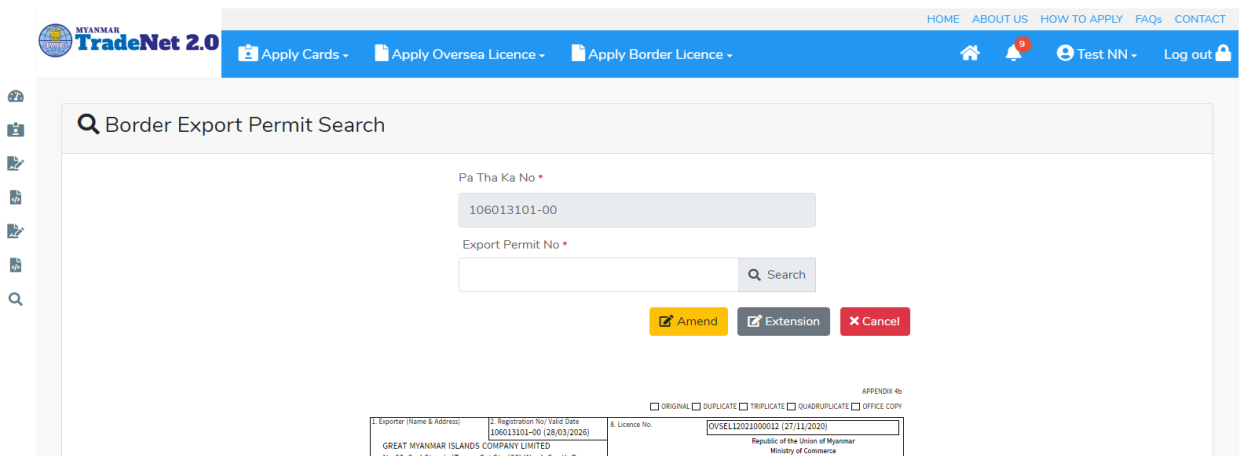 HOME ABOUT US HOW TO APPLY FAQs CONTACT
MYANMAR
TradeNet 2.0
Apply Cards
Apply Oversea Licence
Apply Border Licence
9
Test NN
Log out
Border Export Permit Search
Pa Tha Ka No *
106013101-00
Export Permit No *
Search
Amend
Extension
Cancel
APPENDIX 4b
ORIGINAL DUPLICATE TRIPLICATE QUADRUPLICATE OFFICE COPY
1. Exporter (Name & Address)
2. Registration No/ Valid Date
106013101-00 (28/03/2026)
8. Licence No.
OVSEL12021000012 (27/11/2020)
GREAT MYANMAR ISLANDS COMPANY LIMITED
Republic of the Union of Myanmar
Ministry of Commerce